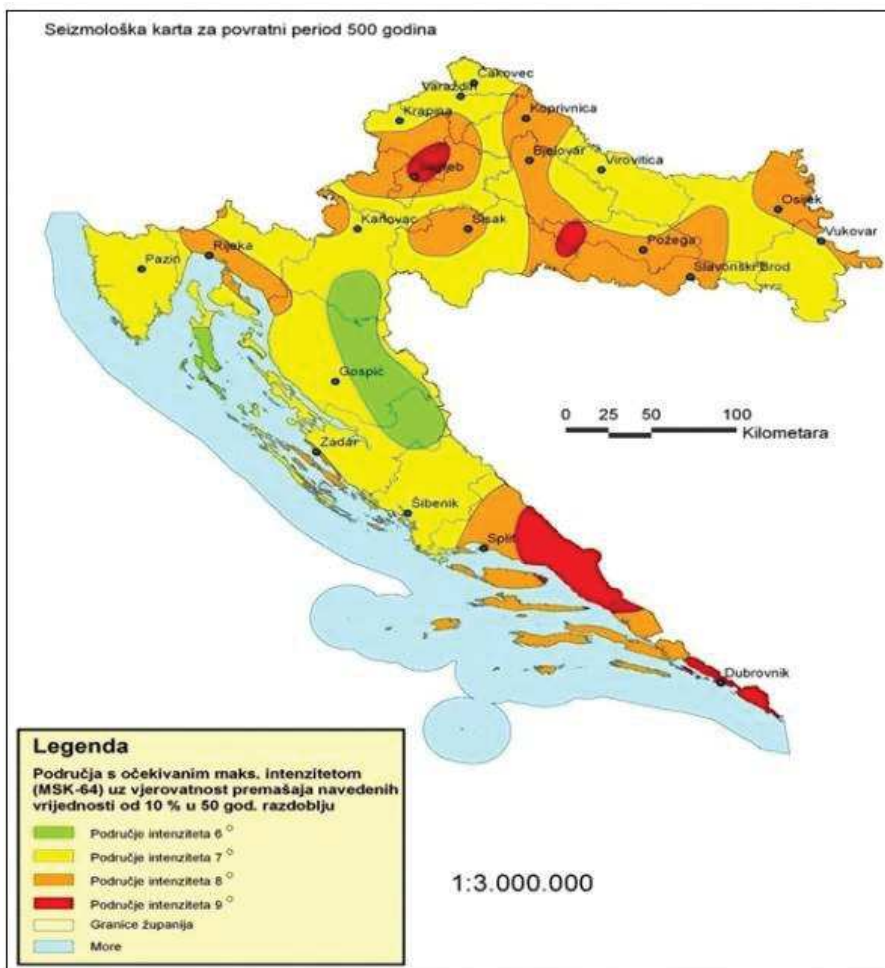 Seizmološka karta za povratni period 500 godina
Čakovec
Varaždin
Krapina
Koprivnica
Bjelovar
Virovitica
Osijek
Vukovar
Karlovac
Sisak
Požega
Slavonski Brod
Rijeka
Pazin
Gospić
0 25 50 100
Kilometara
Zadar
Šibenik
Split
Dubrovnik
Legenda
Područja s očekivanim maks. intenzitetom
(MSK-64) uz vjerovatnost premašaja navedenih
vrijednosti od 10 % u 50 god. razdoblju
Područje intenziteta 6 °
Područje intenziteta 7 °
Područje intenziteta 8 °
Područje intenziteta 9 °
Granice županija
More
1:3.000.000